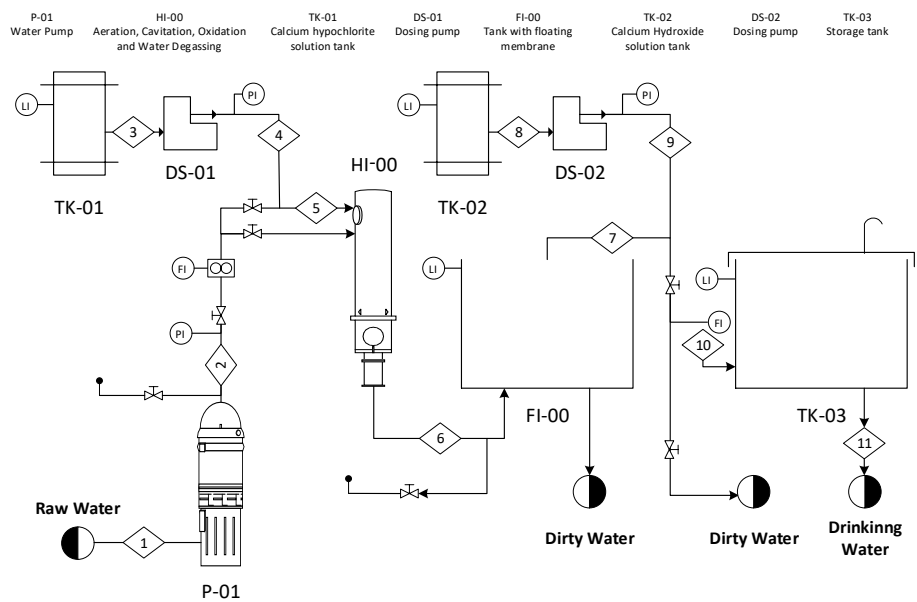 P-01
Water Pump
HI-00
Aeration, Cavitation, Oxidation
and Water Degassing
TK-01
Calcium hypochlorite
solution tank
DS-01
Dosing pump
FI-00
Tank with floating
membrane
TK-02
Calcium Hydroxide
solution tank
DS-02
Dosing pump
TK-03
Storage tank
LI
3
PI
4
DS-01
TK-01
HI-00
5
FI
PI
2
LI
8
PI
9
DS-02
TK-02
7
LI
LI
FI
10
TK-03
FI-00
6
11
Raw Water
1
P-01
Dirty Water
Dirty Water
Drinkinng
Water